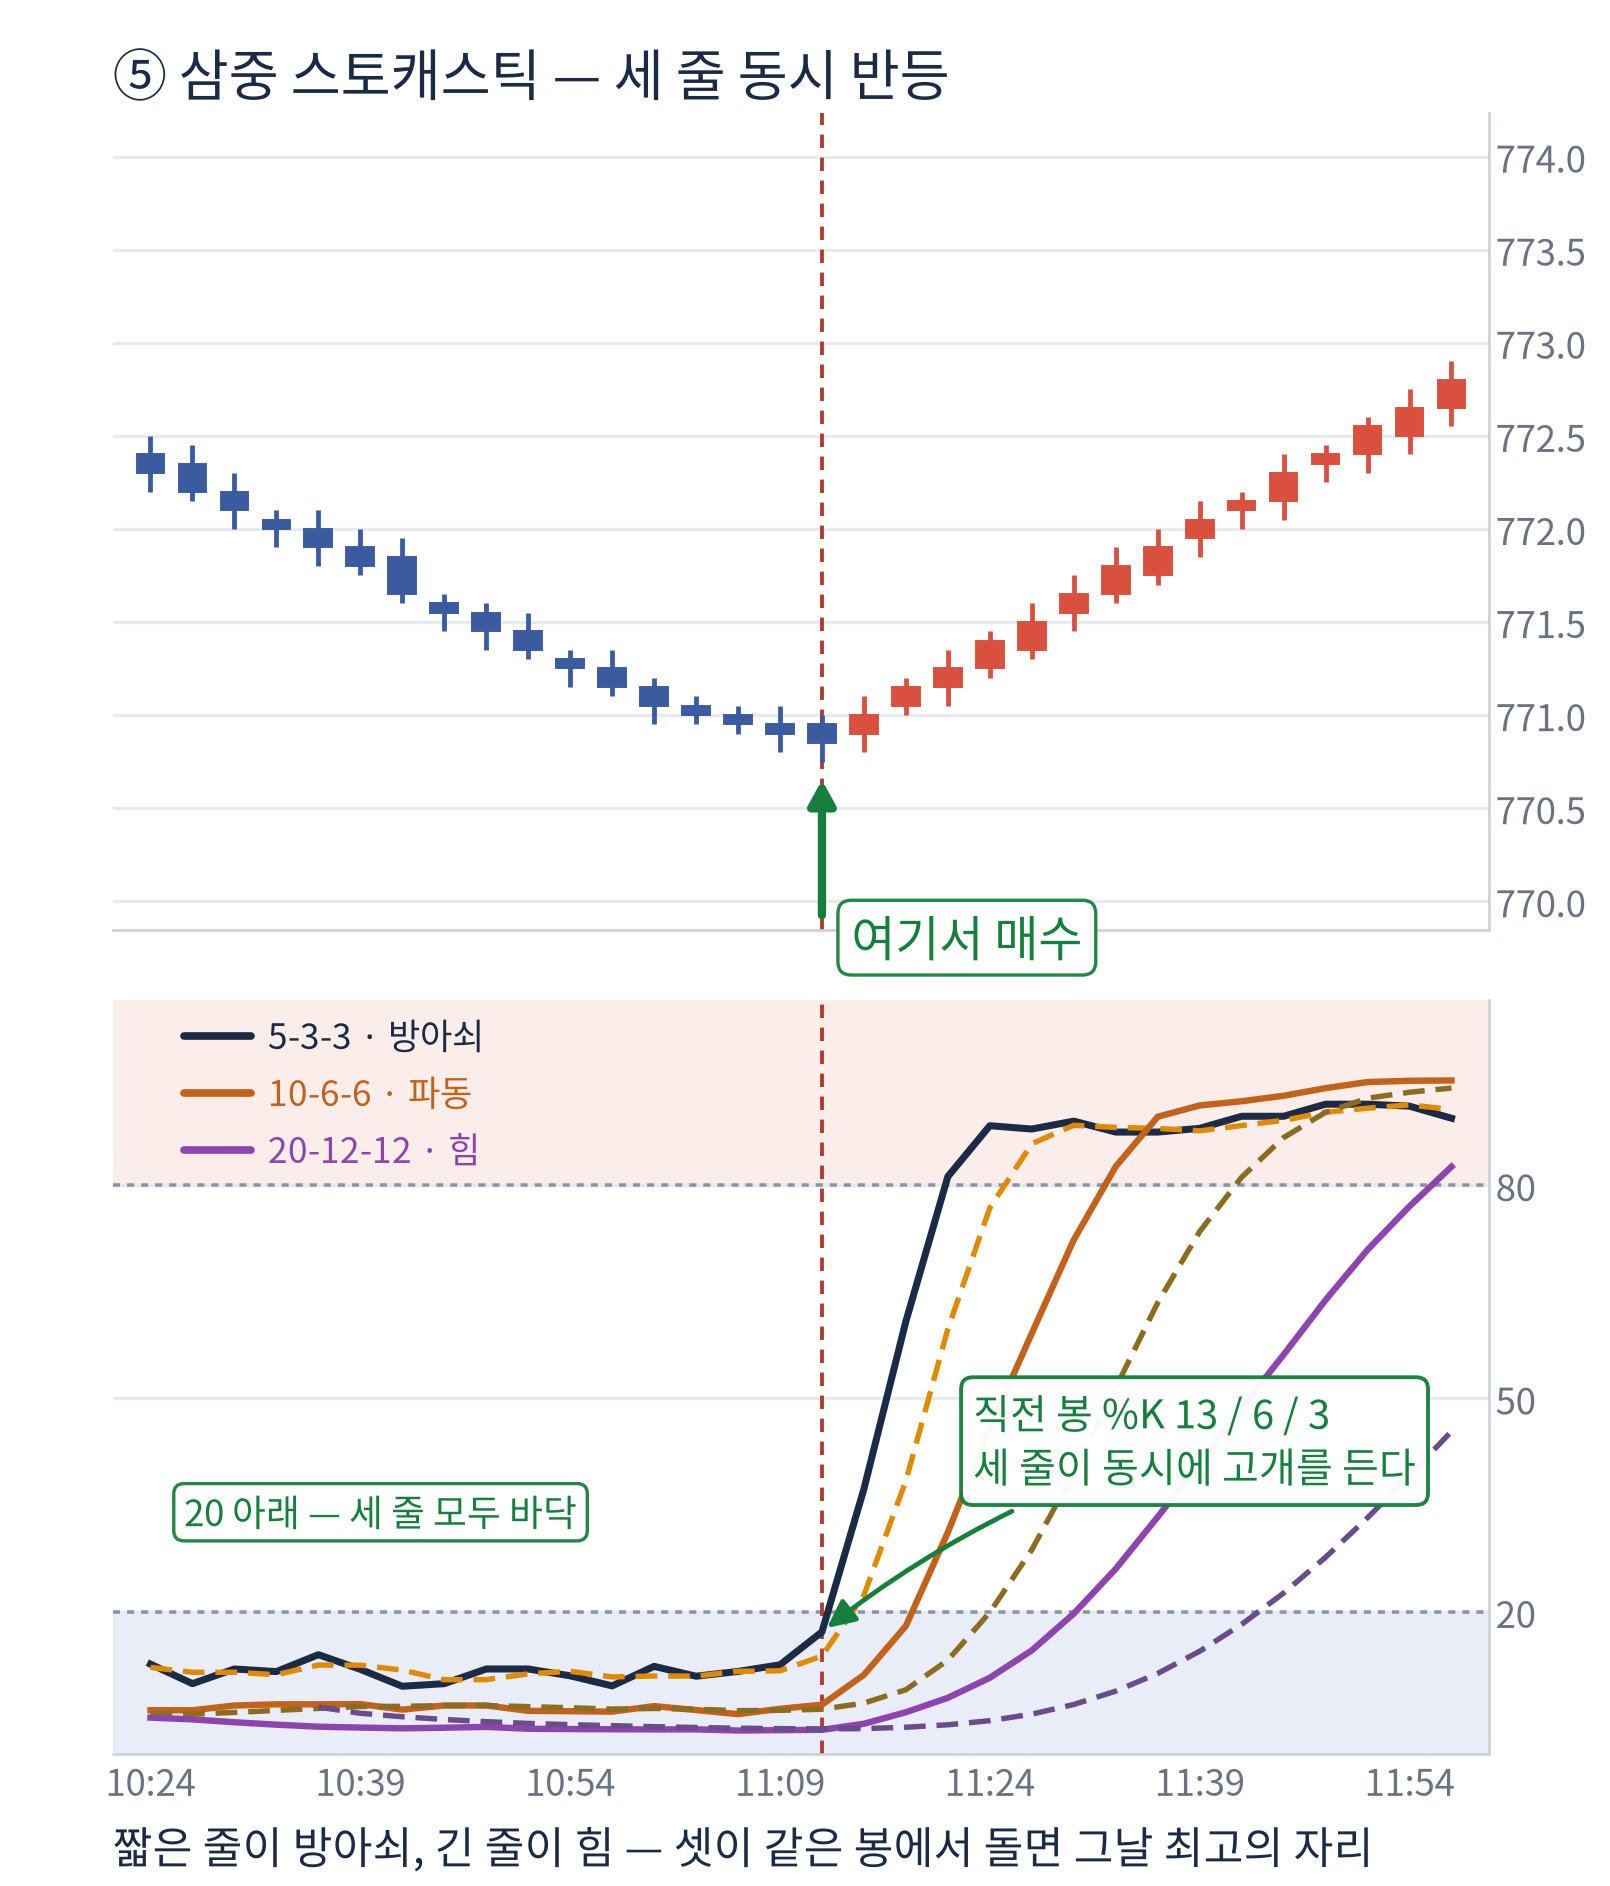 ⑤ 삼중 스토캐스틱 — 세 줄 동시 반등
774.0
773.5
773.0
772.5
772.0
771.5
771.0
770.5
770.0
여기서 매수
5-3-3 · 방아쇠
10-6-6 · 파동
20-12-12 · 힘
80
50
직전 봉 %K 13 / 6 / 3
세 줄이 동시에 고개를 든다
20 아래 — 세 줄 모두 바닥
20
10:24 10:39 10:54 11:09 11:24 11:39 11:54
짧은 줄이 방아쇠, 긴 줄이 힘 — 셋이 같은 봉에서 돌면 그날 최고의 자리